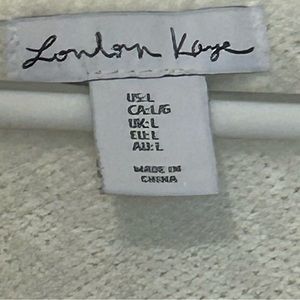 London Kaye
US:L
CA:L/G
UK:L
EU:L
AU:L
MADE IN
CHINA